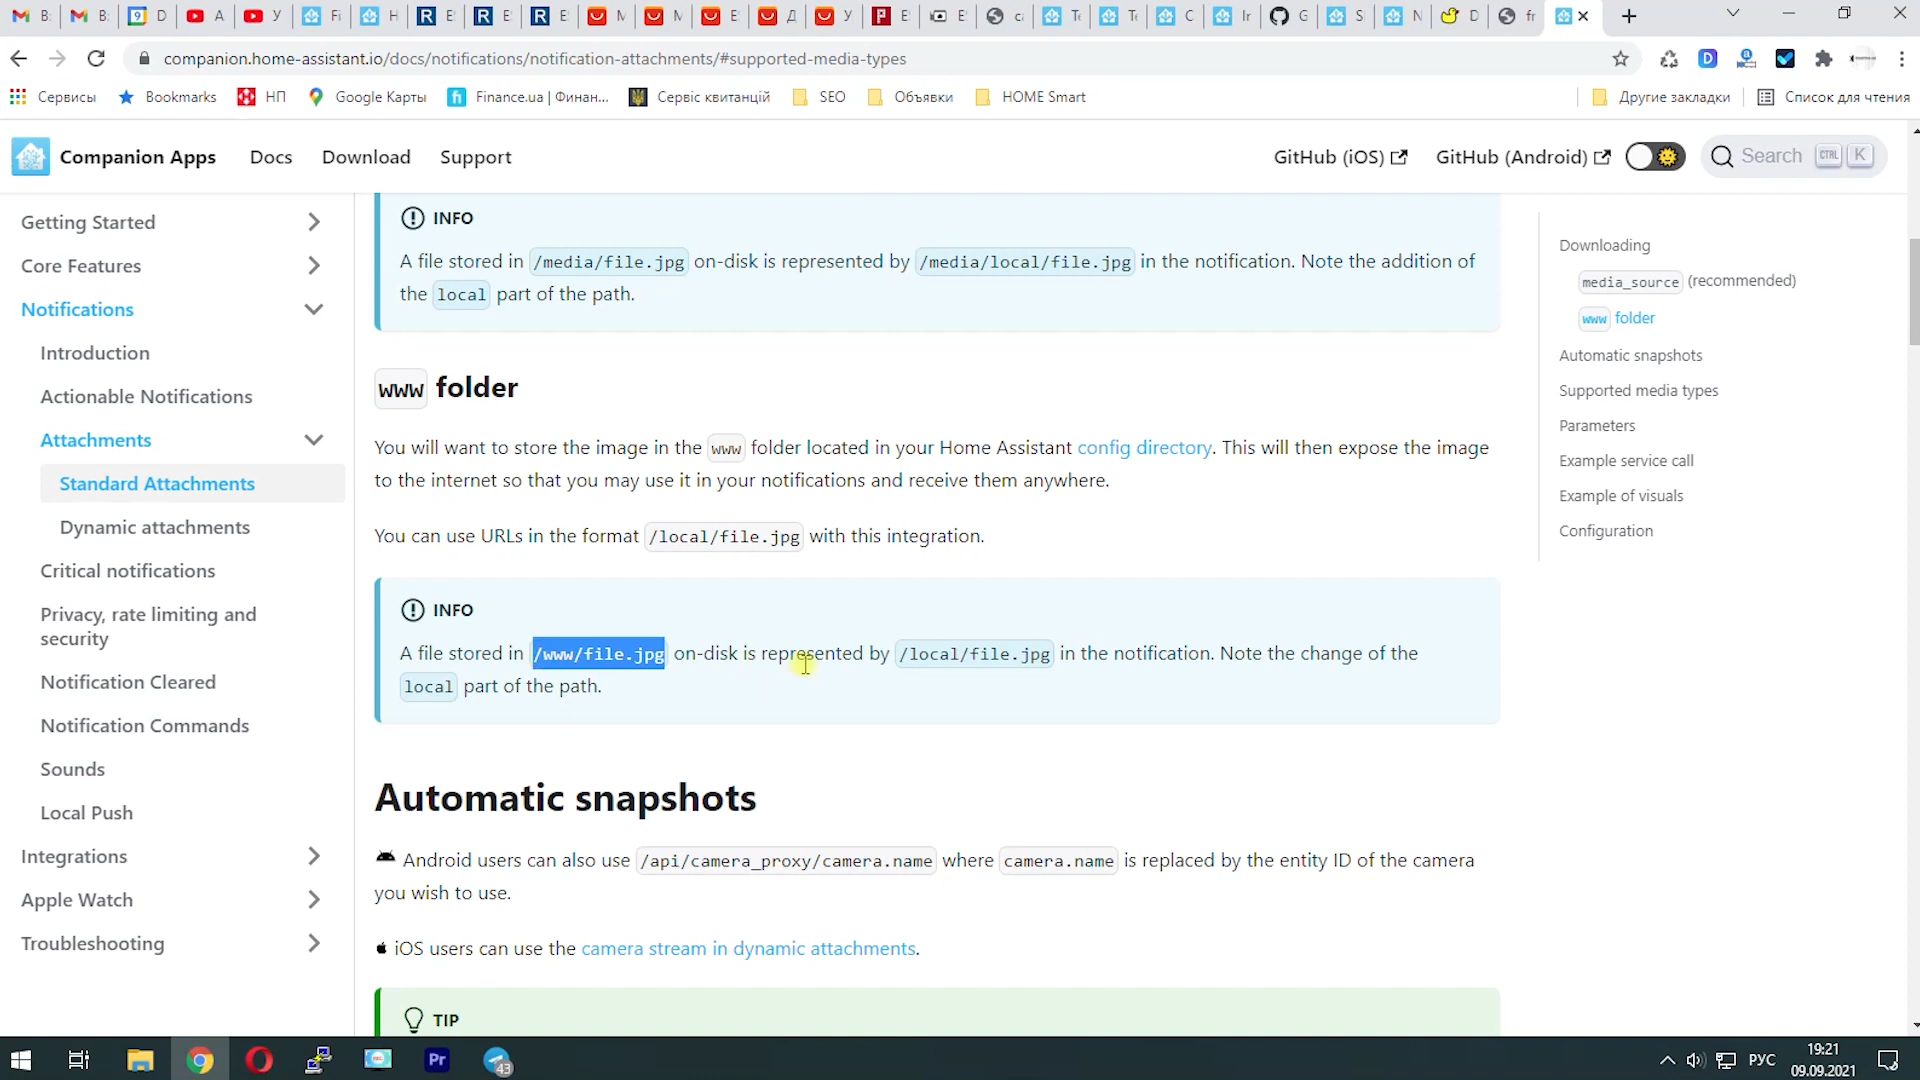 B:
B:
D
A
У
Fi
H
E
E
E
M
M
E
Д
У
E
E
Te
Te
C
Ir
G
S
N
D
fr
companion.home-assistant.io/docs/notifications/notification-attachments/#supported-media-types
Сервисы
Bookmarks
НП
Google Карты
Finance.ua | Финан...
Сервіс квитанцій
SEO
Объявки
HOME Smart
Другие закладки
Список для чтения
Companion Apps
Docs
Download
Support
GitHub (iOS)
GitHub (Android)
Search CTRL K
Getting Started
Core Features
Notifications
Introduction
Actionable Notifications
Attachments
Standard Attachments
Dynamic attachments
Critical notifications
Privacy, rate limiting and
security
Notification Cleared
Notification Commands
Sounds
Local Push
Integrations
Apple Watch
Troubleshooting
INFO
A file stored in /media/file.jpg on-disk is represented by /media/local/file.jpg in the notification. Note the addition of
the local part of the path.
www folder
You will want to store the image in the www folder located in your Home Assistant config directory. This will then expose the image
to the internet so that you may use it in your notifications and receive them anywhere.
You can use URLs in the format /local/file.jpg with this integration.
INFO
A file stored in /www/file.jpg on-disk is represented by /local/file.jpg in the notification. Note the change of the
local part of the path.
Automatic snapshots
Android users can also use /api/camera_proxy/camera.name where camera.name is replaced by the entity ID of the camera
you wish to use.
iOS users can use the camera stream in dynamic attachments.
TIP
Downloading
media_source (recommended)
www folder
Automatic snapshots
Supported media types
Parameters
Example service call
Example of visuals
Configuration
Pr
43
РУС
19:21
09.09.2021